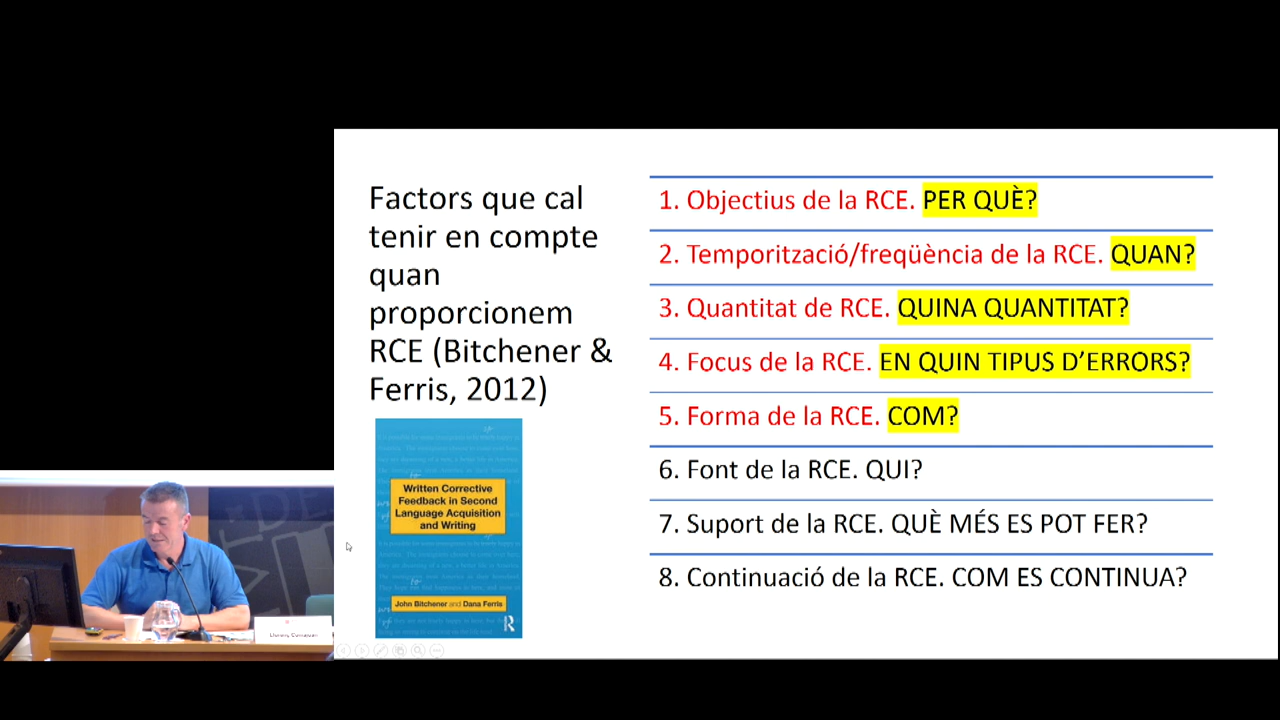 Factors que cal
tenir en compte
quan
proporcionem
RCE (Bitchener &
Ferris, 2012)
Written Corrective
Feedback in Second
Language Acquisition
and Writing
John Bitchener and Dana Ferris
R
1. Objectius de la RCE. PER QUÈ?
2. Temporització/freqüència de la RCE. QUAN?
3. Quantitat de RCE. QUINA QUANTITAT?
4. Focus de la RCE. EN QUIN TIPUS D’ERRORS?
5. Forma de la RCE. COM?
6. Font de la RCE. QUI?
7. Suport de la RCE. QUÈ MÉS ES POT FER?
8. Continuació de la RCE. COM ES CONTINUA?